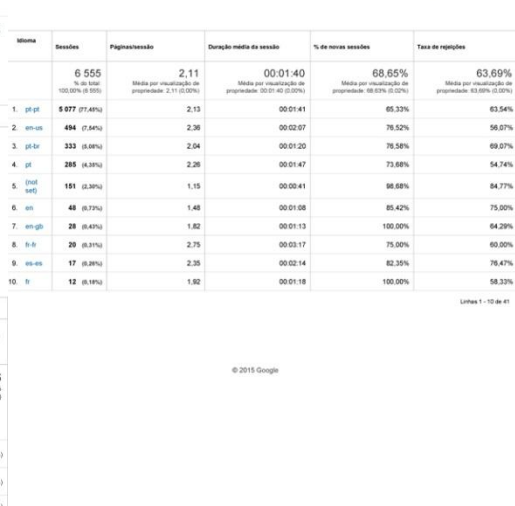 Idioma Sessões Páginas/sessão Duração média da sessão % de novas sessões Taxa de rejeições
6 555 2,11 00:01:40 68,65% 63,69%
% do total: Média por visualização de Média por visualização de Média por visualização de Média por visualização de
100,00% (6 555) propriedade: 2,11 (0,00%) propriedade: 00:01:40 (0,00%) propriedade: 68,63% (0,02%) propriedade: 63,69% (0,00%)
1. pt-pt 5 077 (77,45%) 2,13 00:01:41 65,33% 63,54%
2. en-us 494 (7,54%) 2,36 00:02:07 76,52% 56,07%
3. pt-br 333 (5,08%) 2,04 00:01:20 76,58% 69,07%
4. pt 285 (4,35%) 2,26 00:01:47 73,68% 54,74%
5. (not set) 151 (2,30%) 1,15 00:00:41 98,68% 84,77%
6. en 48 (0,73%) 1,48 00:01:08 85,42% 75,00%
7. en-gb 28 (0,43%) 1,82 00:01:13 100,00% 64,29%
8. fr-fr 20 (0,31%) 2,75 00:03:17 75,00% 60,00%
9. es-es 17 (0,26%) 2,35 00:02:14 82,35% 76,47%
10. fr 12 (0,18%) 1,92 00:01:18 100,00% 58,33%
Linhas 1 - 10 de 41
© 2015 Google